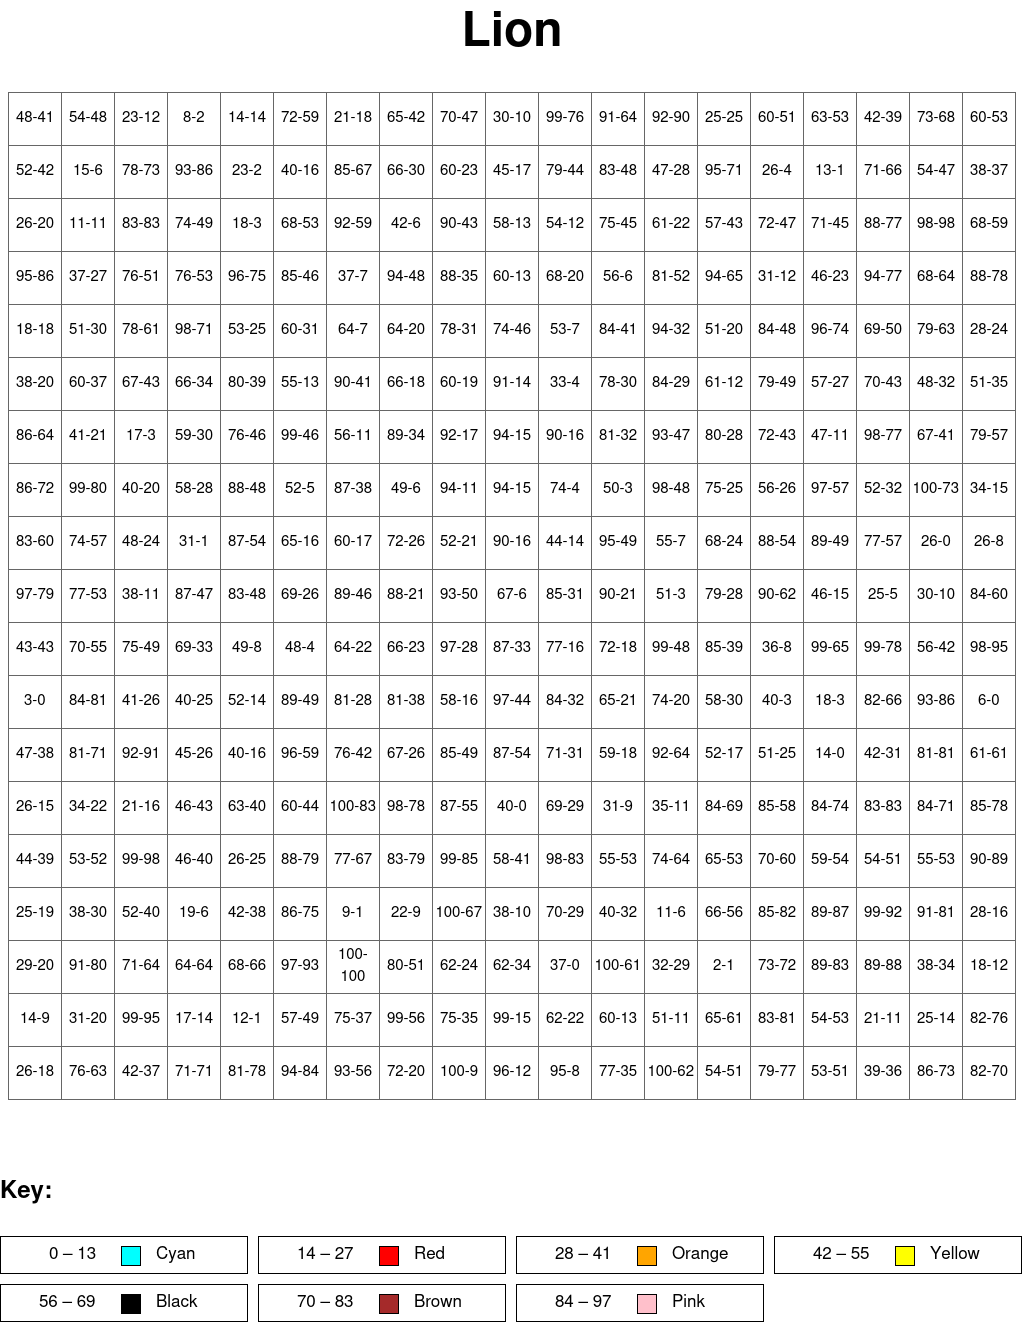 Lion
48-41 54-48 23-12 8-2 14-14 72-59 21-18 65-42 70-47 30-10 99-76 91-64 92-90 25-25 60-51 63-53 42-39 73-68 60-53
52-42 15-6 78-73 93-86 23-2 40-16 85-67 66-30 60-23 45-17 79-44 83-48 47-28 95-71 26-4 13-1 71-66 54-47 38-37
26-20 11-11 83-83 74-49 18-3 68-53 92-59 42-6 90-43 58-13 54-12 75-45 61-22 57-43 72-47 71-45 88-77 98-98 68-59
95-86 37-27 76-51 76-53 96-75 85-46 37-7 94-48 88-35 60-13 68-20 56-6 81-52 94-65 31-12 46-23 94-77 68-64 88-78
18-18 51-30 78-61 98-71 53-25 60-31 64-7 64-20 78-31 74-46 53-7 84-41 94-32 51-20 84-48 96-74 69-50 79-63 28-24
38-20 60-37 67-43 66-34 80-39 55-13 90-41 66-18 60-19 91-14 33-4 78-30 84-29 61-12 79-49 57-27 70-43 48-32 51-35
86-64 41-21 17-3 59-30 76-46 99-46 56-11 89-34 92-17 94-15 90-16 81-32 93-47 80-28 72-43 47-11 98-77 67-41 79-57
86-72 99-80 40-20 58-28 88-48 52-5 87-38 49-6 94-11 94-15 74-4 50-3 98-48 75-25 56-26 97-57 52-32 100-73 34-15
83-60 74-57 48-24 31-1 87-54 65-16 60-17 72-26 52-21 90-16 44-14 95-49 55-7 68-24 88-54 89-49 77-57 26-0 26-8
97-79 77-53 38-11 87-47 83-48 69-26 89-46 88-21 93-50 67-6 85-31 90-21 51-3 79-28 90-62 46-15 25-5 30-10 84-60
43-43 70-55 75-49 69-33 49-8 48-4 64-22 66-23 97-28 87-33 77-16 72-18 99-48 85-39 36-8 99-65 99-78 56-42 98-95
3-0 84-81 41-26 40-25 52-14 89-49 81-28 81-38 58-16 97-44 84-32 65-21 74-20 58-30 40-3 18-3 82-66 93-86 6-0
47-38 81-71 92-91 45-26 40-16 96-59 76-42 67-26 85-49 87-54 71-31 59-18 92-64 52-17 51-25 14-0 42-31 81-81 61-61
26-15 34-22 21-16 46-43 63-40 60-44 100-83 98-78 87-55 40-0 69-29 31-9 35-11 84-69 85-58 84-74 83-83 84-71 85-78
44-39 53-52 99-98 46-40 26-25 88-79 77-67 83-79 99-85 58-41 98-83 55-53 74-64 65-53 70-60 59-54 54-51 55-53 90-89
25-19 38-30 52-40 19-6 42-38 86-75 9-1 22-9 100-67 38-10 70-29 40-32 11-6 66-56 85-82 89-87 99-92 91-81 28-16
29-20 91-80 71-64 64-64 68-66 97-93 100-100 80-51 62-24 62-34 37-0 100-61 32-29 2-1 73-72 89-83 89-88 38-34 18-12
14-9 31-20 99-95 17-14 12-1 57-49 75-37 99-56 75-35 99-15 62-22 60-13 51-11 65-61 83-81 54-53 21-11 25-14 82-76
26-18 76-63 42-37 71-71 81-78 94-84 93-56 72-20 100-9 96-12 95-8 77-35 100-62 54-51 79-77 53-51 39-36 86-73 82-70
Key:
0 – 13 Cyan 14 – 27 Red 28 – 41 Orange 42 – 55 Yellow
56 – 69 Black 70 – 83 Brown 84 – 97 Pink